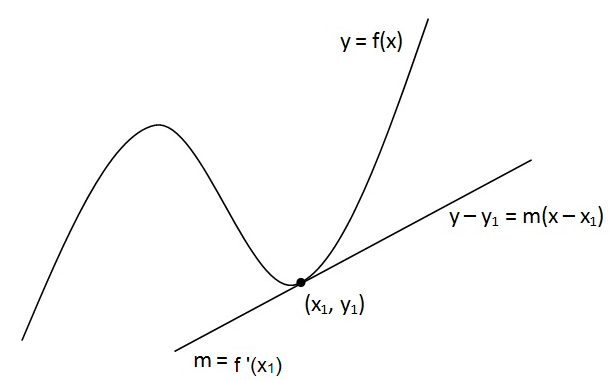 y = f(x)
y – y₁ = m(x – x₁)
(x₁, y₁)
m = f '(x₁)